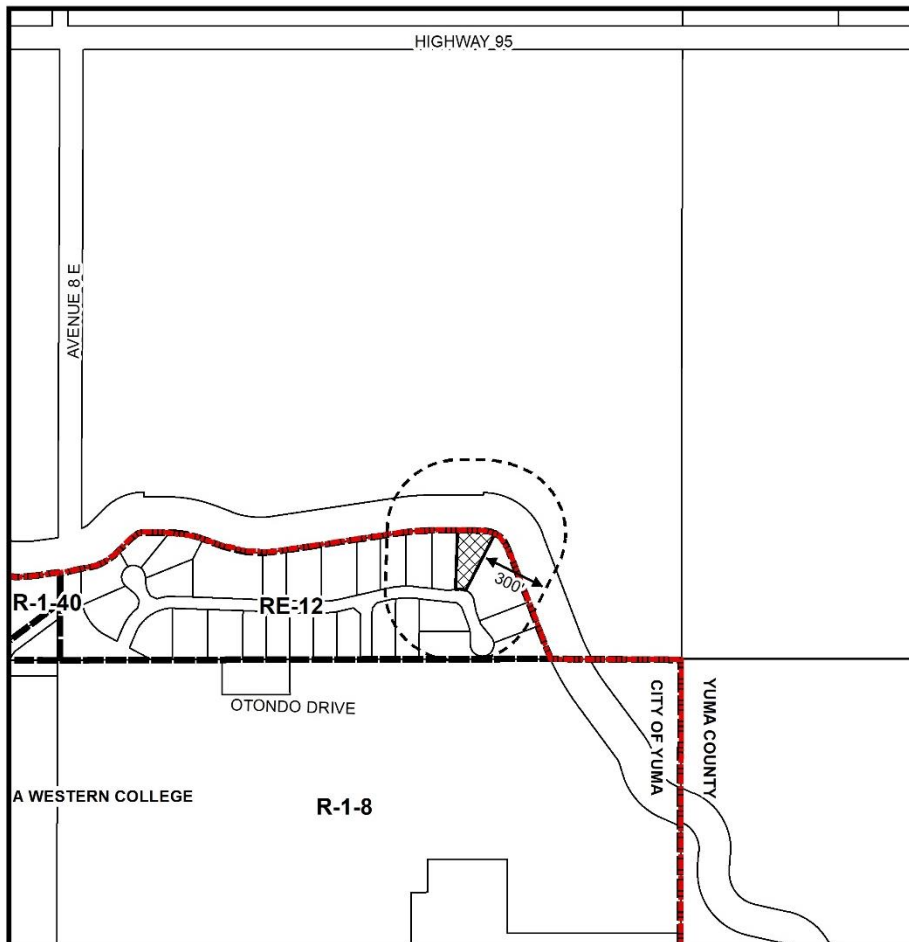 HIGHWAY 95
AVENUE 8 E
300'
R-1-40
RE-12
OTONDO DRIVE
CITY OF YUMA
YUMA COUNTY
A WESTERN COLLEGE
R-1-8